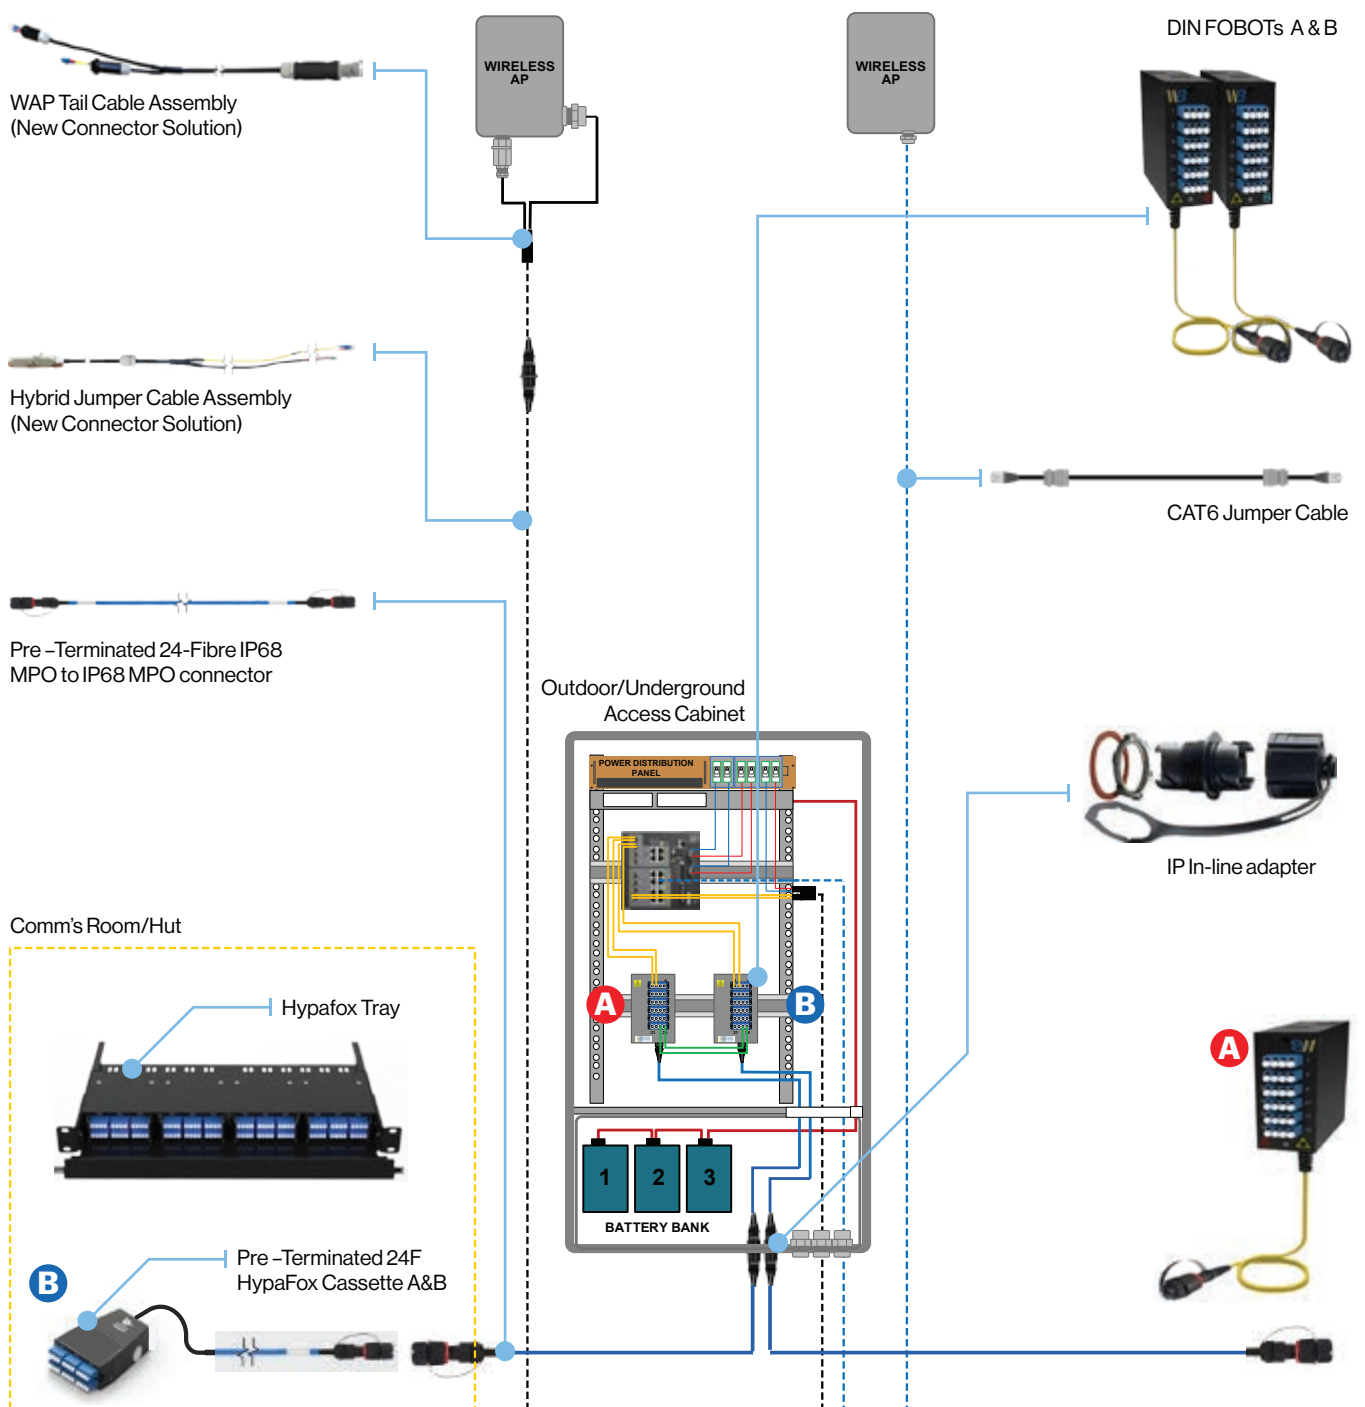 WAP Tail Cable Assembly
(New Connector Solution)
WIRELESS
AP
WIRELESS
AP
DIN FOBOTs A & B
Hybrid Jumper Cable Assembly
(New Connector Solution)
CAT6 Jumper Cable
Pre –Terminated 24-Fibre IP68
MPO to IP68 MPO connector
Outdoor/Underground
Access Cabinet
POWER DISTRIBUTION
PANEL
IP In-line adapter
Comm's Room/Hut
Hypafox Tray
A
B
A
1
2
3
BATTERY BANK
B
Pre –Terminated 24F
HypaFox Cassette A&B